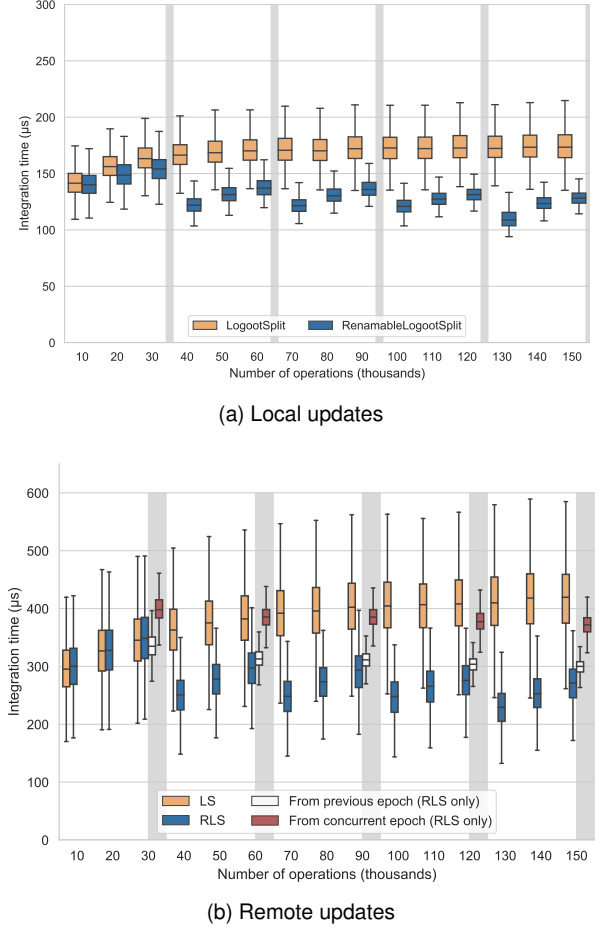 300
250
200
150
100
50
0
Integration time (μs)
LogootSplit RenamableLogootSplit
10 20 30 40 50 60 70 80 90 100 110 120 130 140 150
Number of operations (thousands)
(a) Local updates
600
500
400
300
200
100
0
Integration time (μs)
LS From previous epoch (RLS only)
RLS From concurrent epoch (RLS only)
10 20 30 40 50 60 70 80 90 100 110 120 130 140 150
Number of operations (thousands)
(b) Remote updates